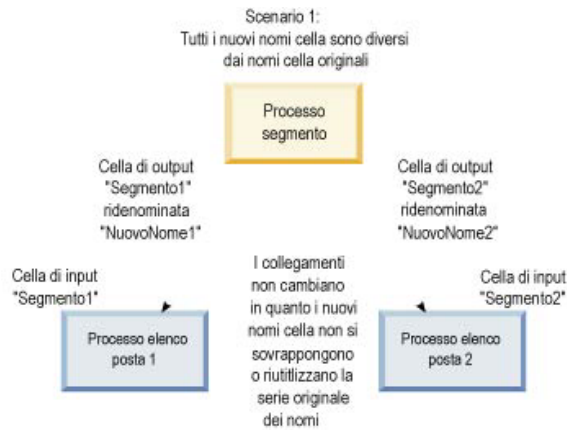 Scenario 1:
Tutti i nuovi nomi cella sono diversi
dai nomi cella originali
Processo
segmento
Cella di output
"Segmento1"
ridenominata
"NuovoNome1"
Cella di output
"Segmento2"
ridenominata
"NuovoNome2"
Cella di input
"Segmento1"
I collegamenti
non cambiano
in quanto i nuovi
nomi cella non si
sovrappongono
o riutitlizzano la
serie originale
dei nomi
Cella di input
"Segmento2"
Processo elenco
posta 1
Processo elenco
posta 2